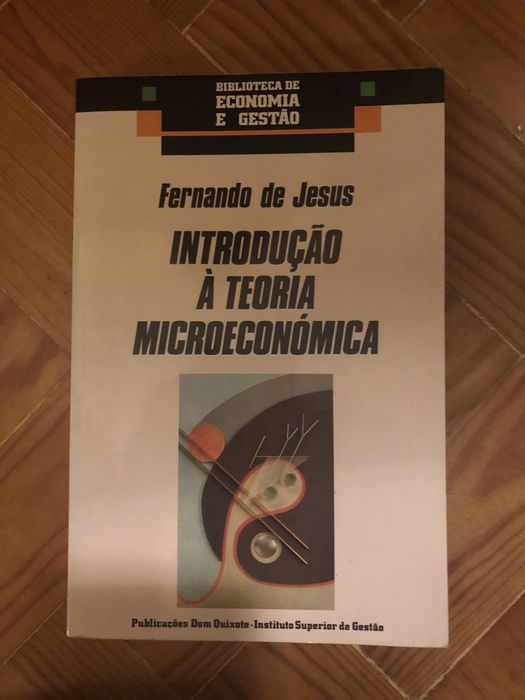 BIBLIOTECA DE
ECONOMIA
E GESTÃO
Fernando de Jesus
INTRODUÇÃO
À TEORIA
MICROECONÓMICA
Publicações Dom Quixote - Instituto Superior de Gestão